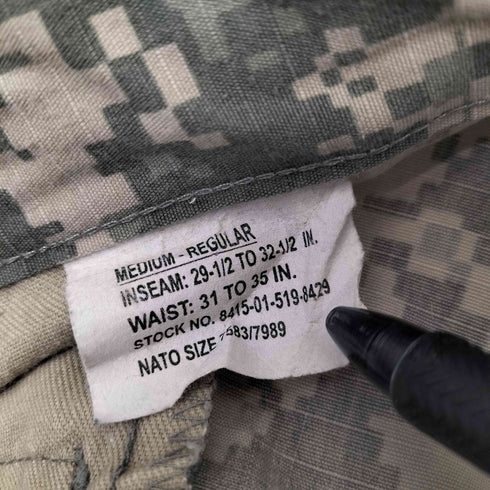 MEDIUM - REGULAR
INSEAM: 29-1/2 TO 32-1/2 IN.
WAIST: 31 TO 35 IN.
STOCK NO. 8415-01-519-8429
NATO SIZE 7583/7989